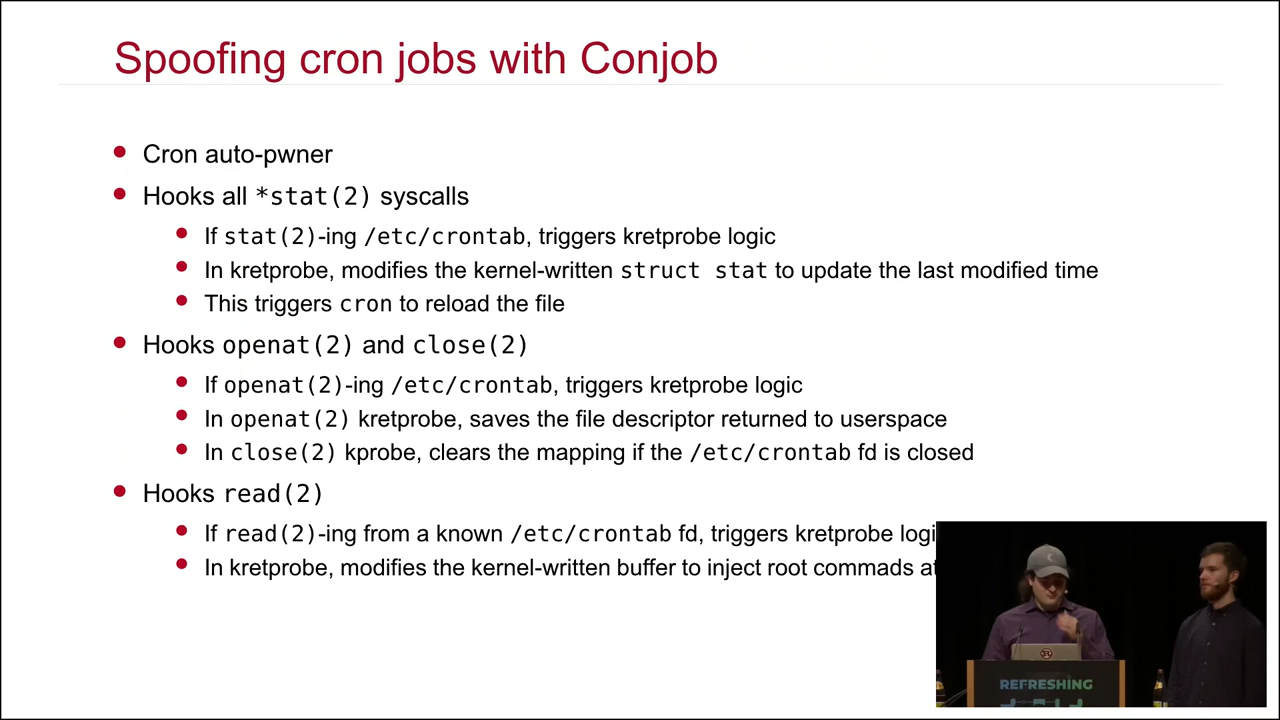 Spoofing cron jobs with Conjob
Cron auto-pwner
Hooks all *stat(2) syscalls
If stat(2)-ing /etc/crontab, triggers kretprobe logic
In kretprobe, modifies the kernel-written struct stat to update the last modified time
This triggers cron to reload the file
Hooks openat(2) and close(2)
If openat(2)-ing /etc/crontab, triggers kretprobe logic
In openat(2) kretprobe, saves the file descriptor returned to userspace
In close(2) kprobe, clears the mapping if the /etc/crontab fd is closed
Hooks read(2)
If read(2)-ing from a known /etc/crontab fd, triggers kretprobe logi
In kretprobe, modifies the kernel-written buffer to inject root commads at
REFRESHING